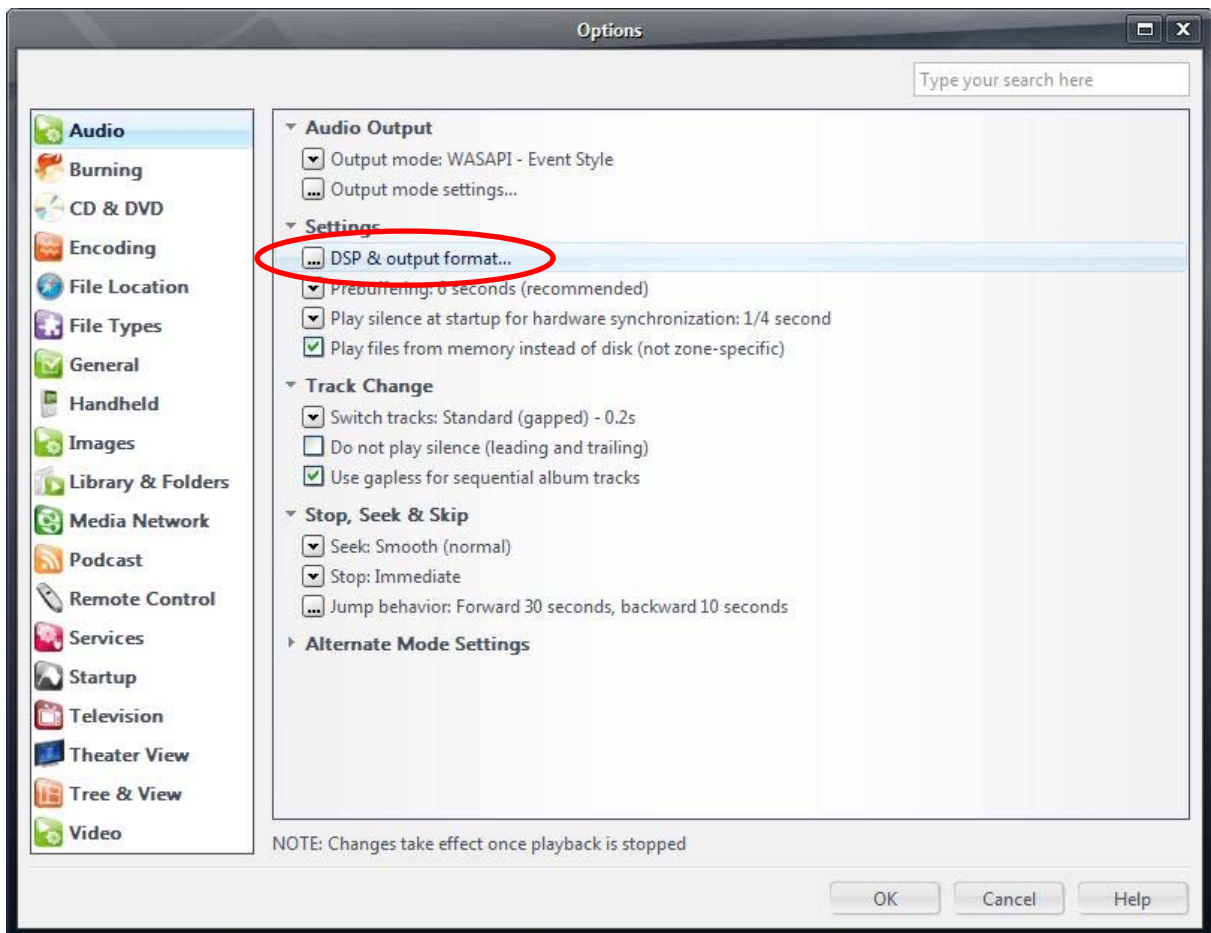 Options
Type your search here
Audio
Burning
CD & DVD
Encoding
File Location
File Types
General
Handheld
Images
Library & Folders
Media Network
Podcast
Remote Control
Services
Startup
Television
Theater View
Tree & View
Video
Audio Output
Output mode: WASAPI - Event Style
Output mode settings...
Settings
DSP & output format...
Prebuffering: 6 seconds (recommended)
Play silence at startup for hardware synchronization: 1/4 second
Play files from memory instead of disk (not zone-specific)
Track Change
Switch tracks: Standard (gapped) - 0.2s
Do not play silence (leading and trailing)
Use gapless for sequential album tracks
Stop, Seek & Skip
Seek: Smooth (normal)
Stop: Immediate
Jump behavior: Forward 30 seconds, backward 10 seconds
Alternate Mode Settings
NOTE: Changes take effect once playback is stopped
OK
Cancel
Help